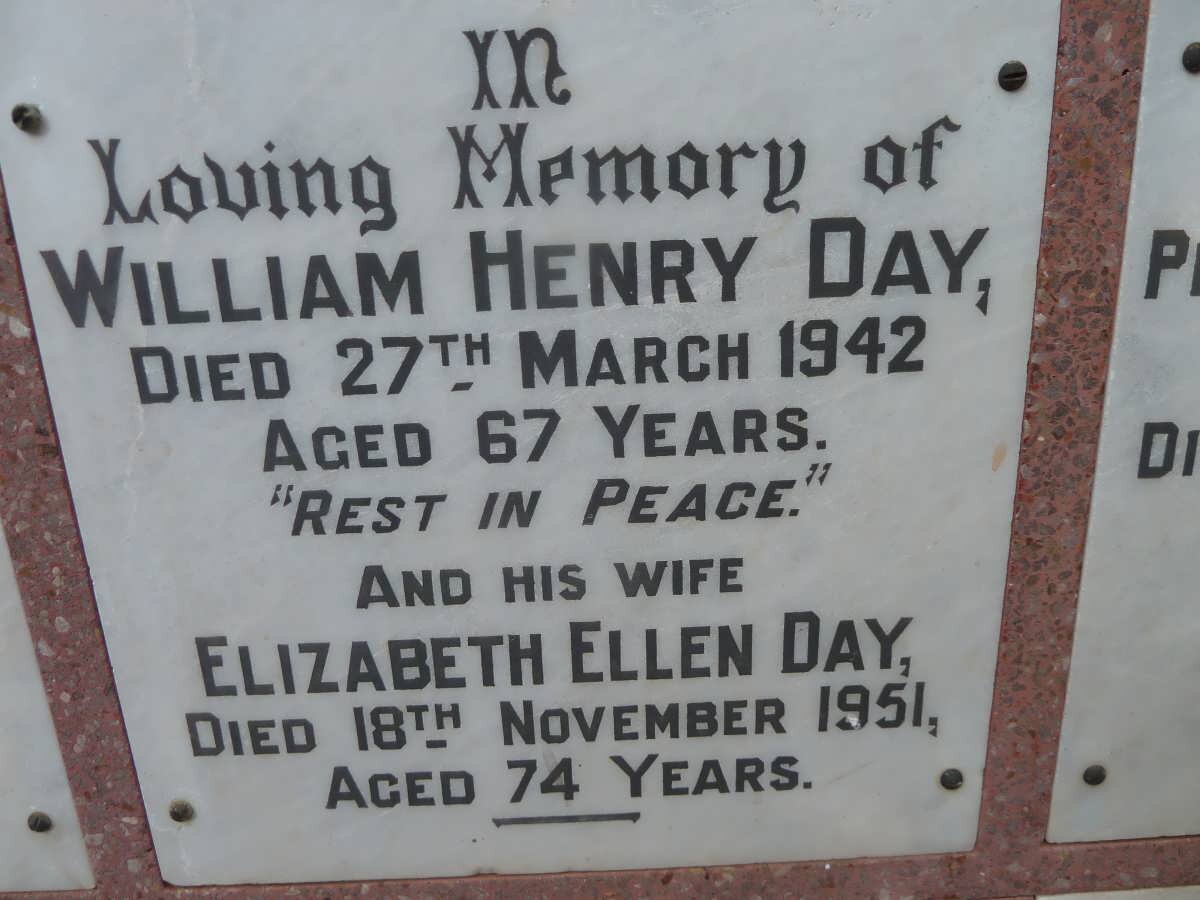 In
Loving Memory of
WILLIAM HENRY DAY,
DIED 27TH MARCH 1942
AGED 67 YEARS.
"REST IN PEACE."
AND HIS WIFE
ELIZABETH ELLEN DAY,
DIED 18TH NOVEMBER 1951,
AGED 74 YEARS.